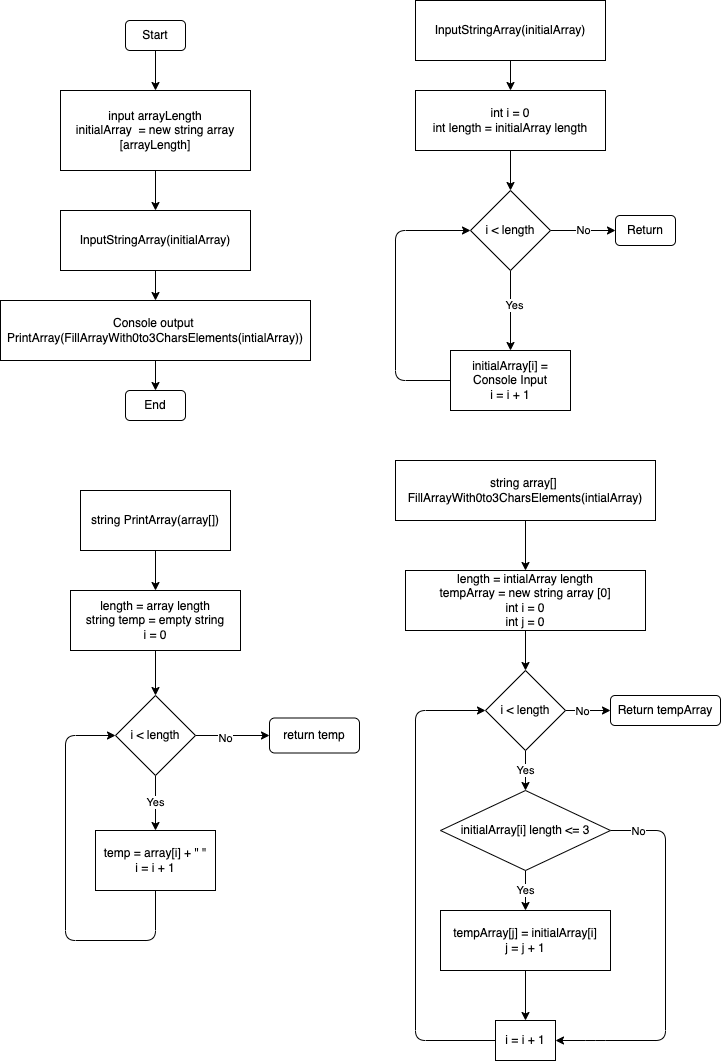 Start
input arrayLength
initialArray = new string array
[arrayLength]
InputStringArray(initialArray)
Console output
PrintArray(FillArrayWith0to3CharsElements(intialArray))
End
InputStringArray(initialArray)
int i = 0
int length = initialArray length
i < length
No
Return
Yes
initialArray[i] =
Console Input
i = i + 1
string PrintArray(array[])
length = array length
string temp = empty string
i = 0
i < length
No
return temp
Yes
temp = array[i] + " "
i = i + 1
string array[]
FillArrayWith0to3CharsElements(intialArray)
length = intialArray length
tempArray = new string array [0]
int i = 0
int j = 0
i < length
No
Return tempArray
Yes
initialArray[i] length <= 3
No
Yes
tempArray[j] = initialArray[i]
j = j + 1
i = i + 1